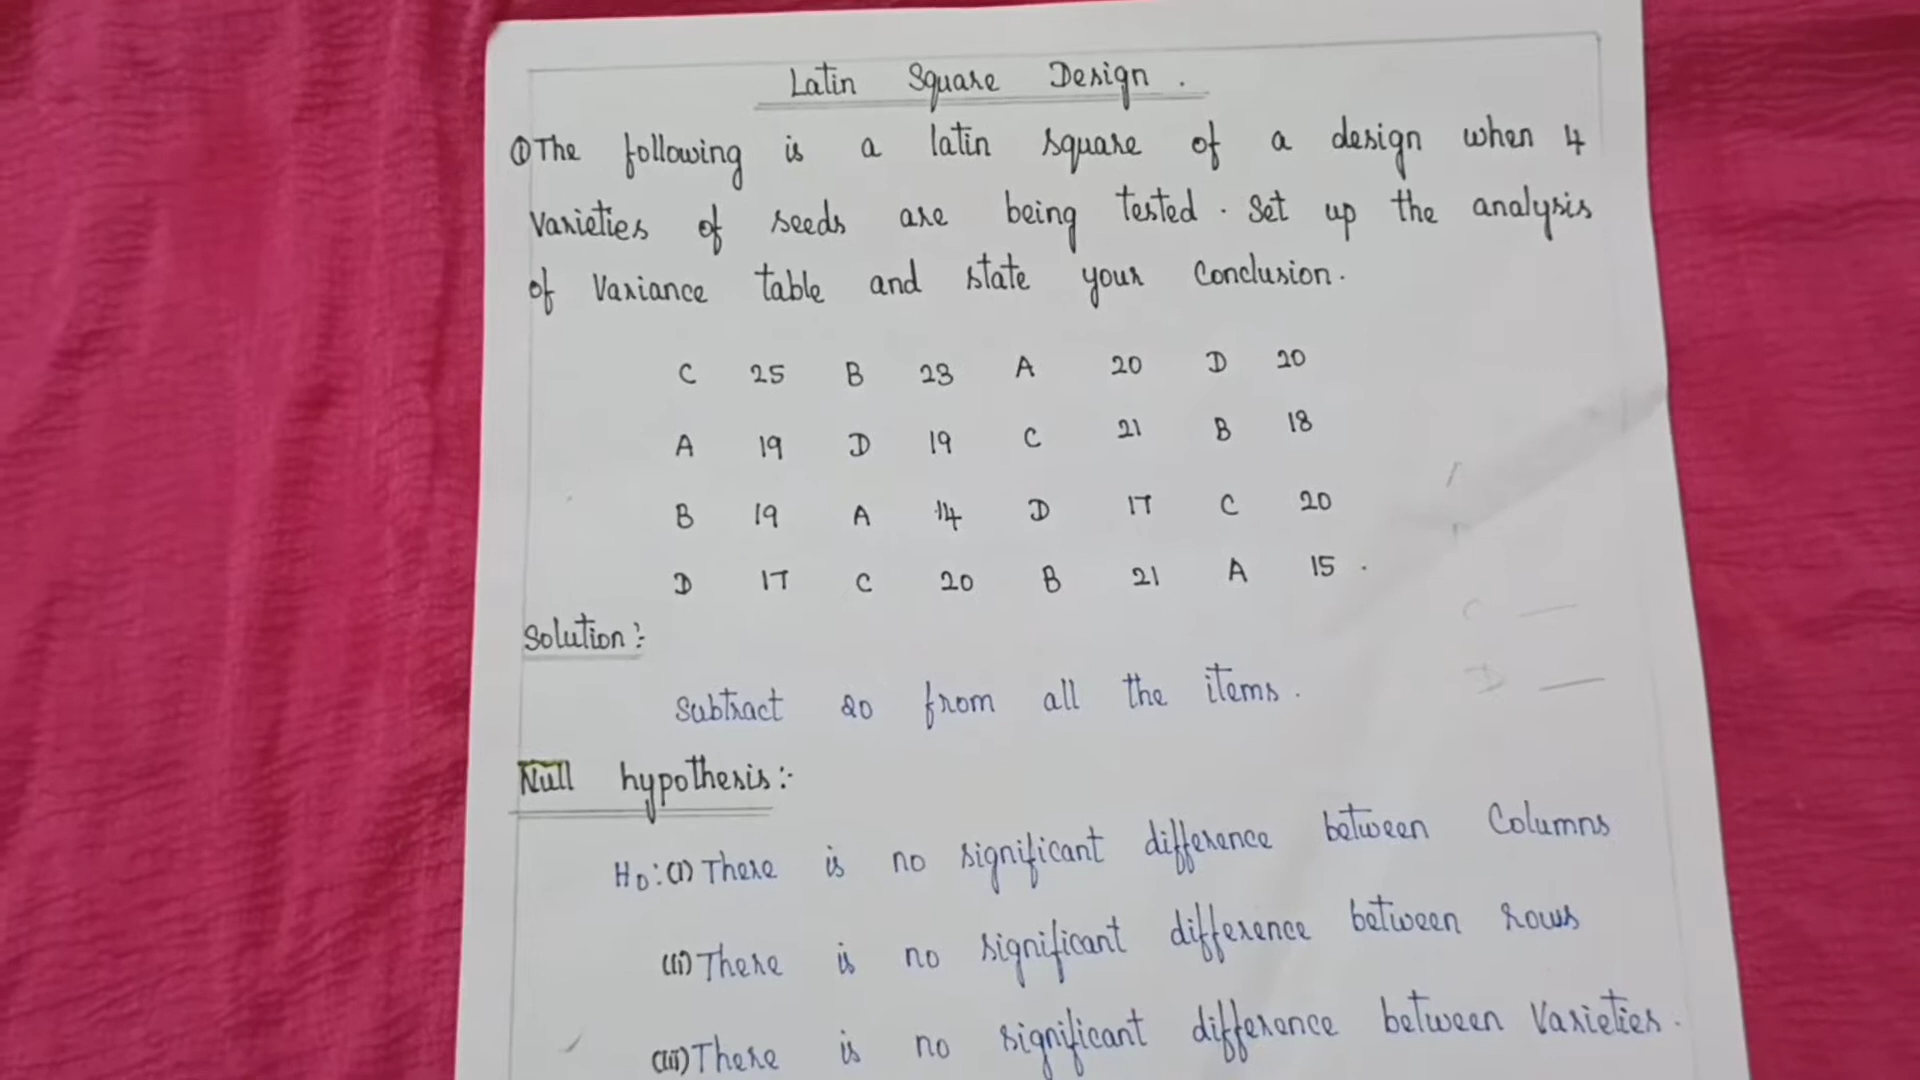 Latin Square Design.
① The following is a latin square of a design when 4
Varieties of seeds are being tested. Set up the analysis
of Variance table and state your Conclusion.
C 25 B 23 A 20 D 20
A 19 D 19 C 21 B 18
B 19 A 14 D 17 C 20
D 17 C 20 B 21 A 15.
Solution:-
Subtract 20 from all the items.
Null hypothesis:-
H₀: (i) There is no significant difference between Columns
(ii) There is no significant difference between rows
(iii) There is no significant difference between Varieties.